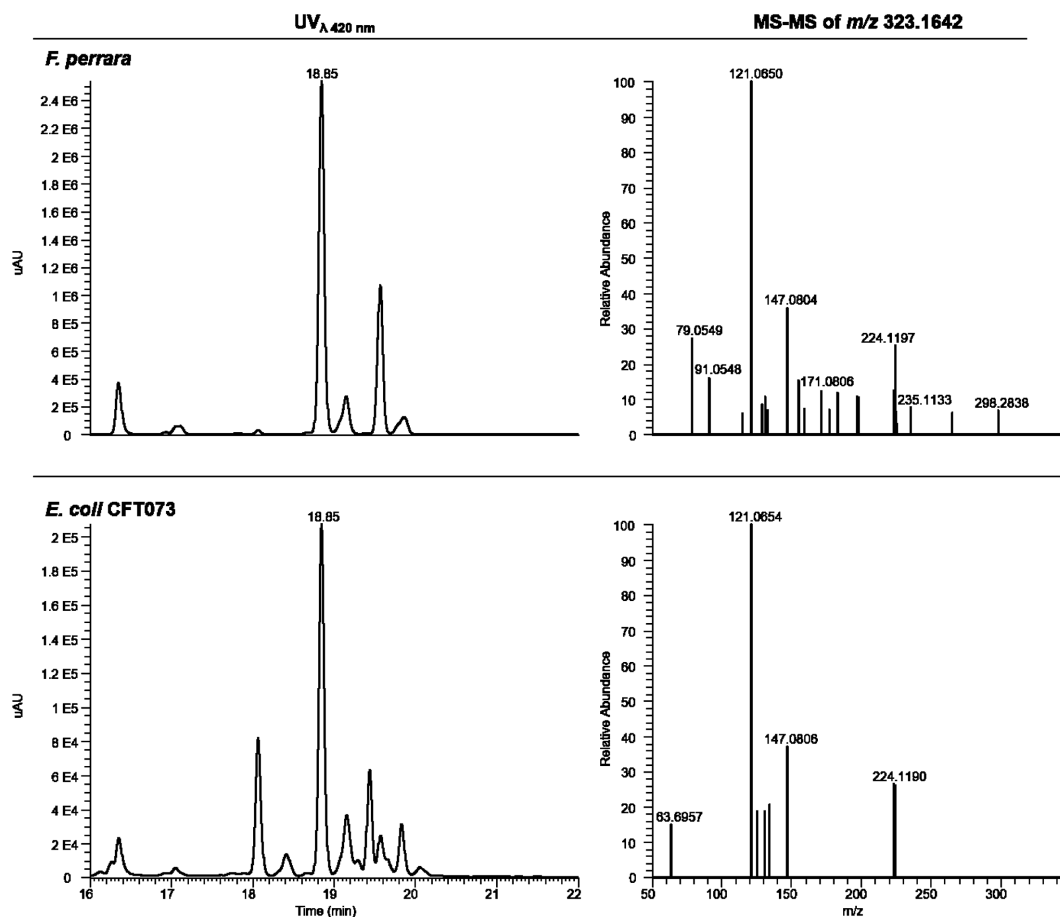 UVλ 420 nm
MS-MS of m/z 323.1642
F. perrara
18.85
2.4 E6
2.2 E6
2 E6
1.8 E6
1.6 E6
1.4 E6
1.2 E6
1 E6
8 E5
6 E5
4 E5
2 E5
0
uAU
121.0650
147.0804
79.0549
91.0548
171.0806
224.1197
235.1133
298.2838
100
90
80
70
60
50
40
30
20
10
0
Relative Abundance
E. coli CFT073
18.85
2 E5
1.8 E5
1.6 E5
1.4 E5
1.2 E5
1 E5
8 E4
6 E4
4 E4
2 E4
0
uAU
16 17 18 19 20 21 22
Time (min)
121.0654
147.0806
224.1190
63.6957
100
90
80
70
60
50
40
30
20
10
0
Relative Abundance
50 100 150 200 250 300
m/z